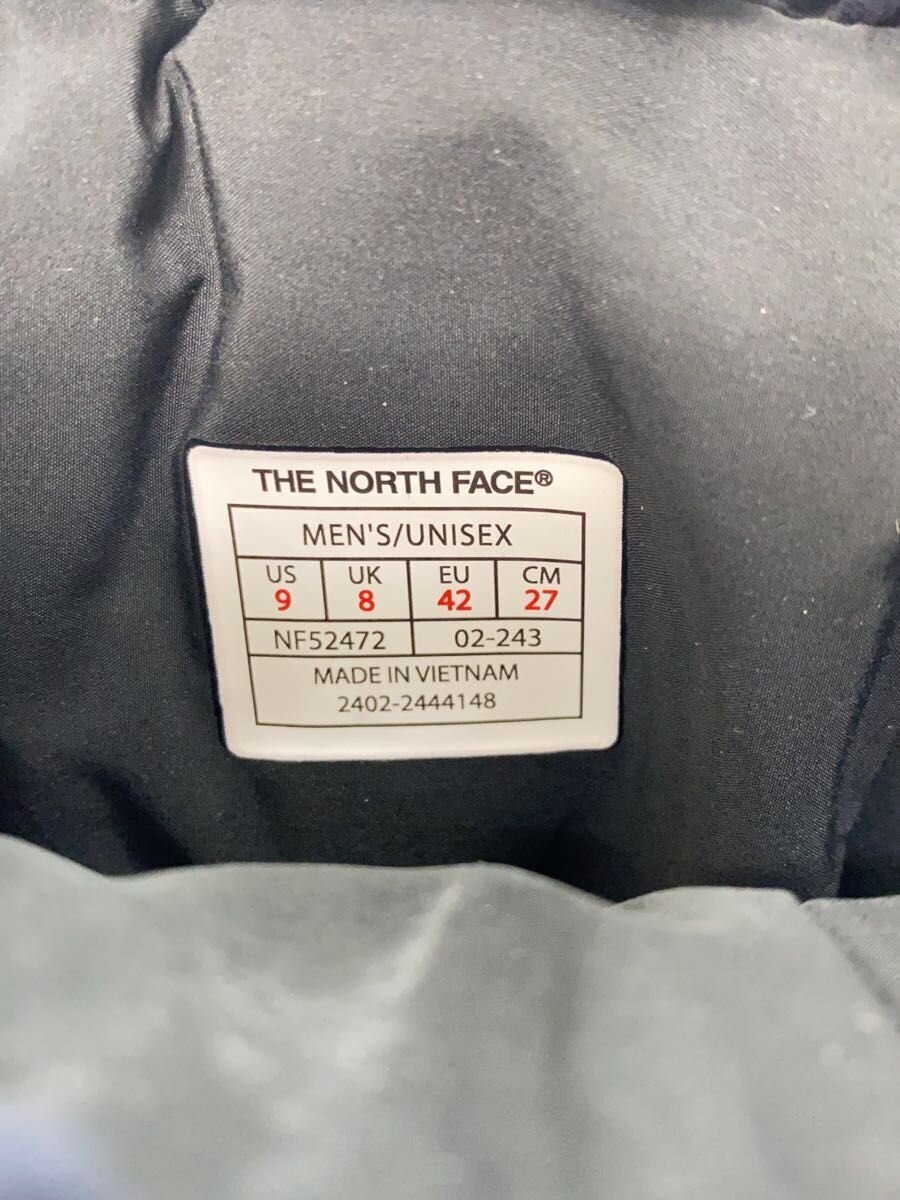 THE NORTH FACE®
MEN'S/UNISEX
US UK EU CM
9 8 42 27
NF52472 02-243
MADE IN VIETNAM
2402-2444148